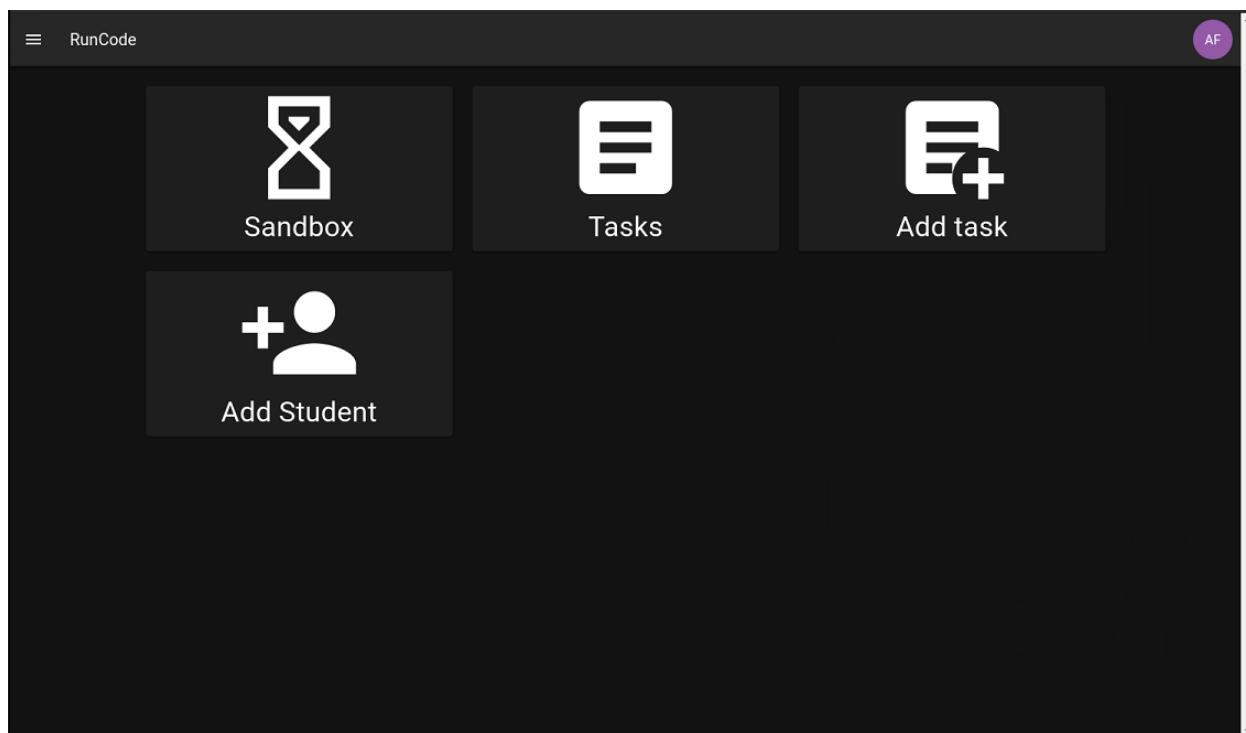 RunCode
AF
Sandbox
Tasks
Add task
Add Student